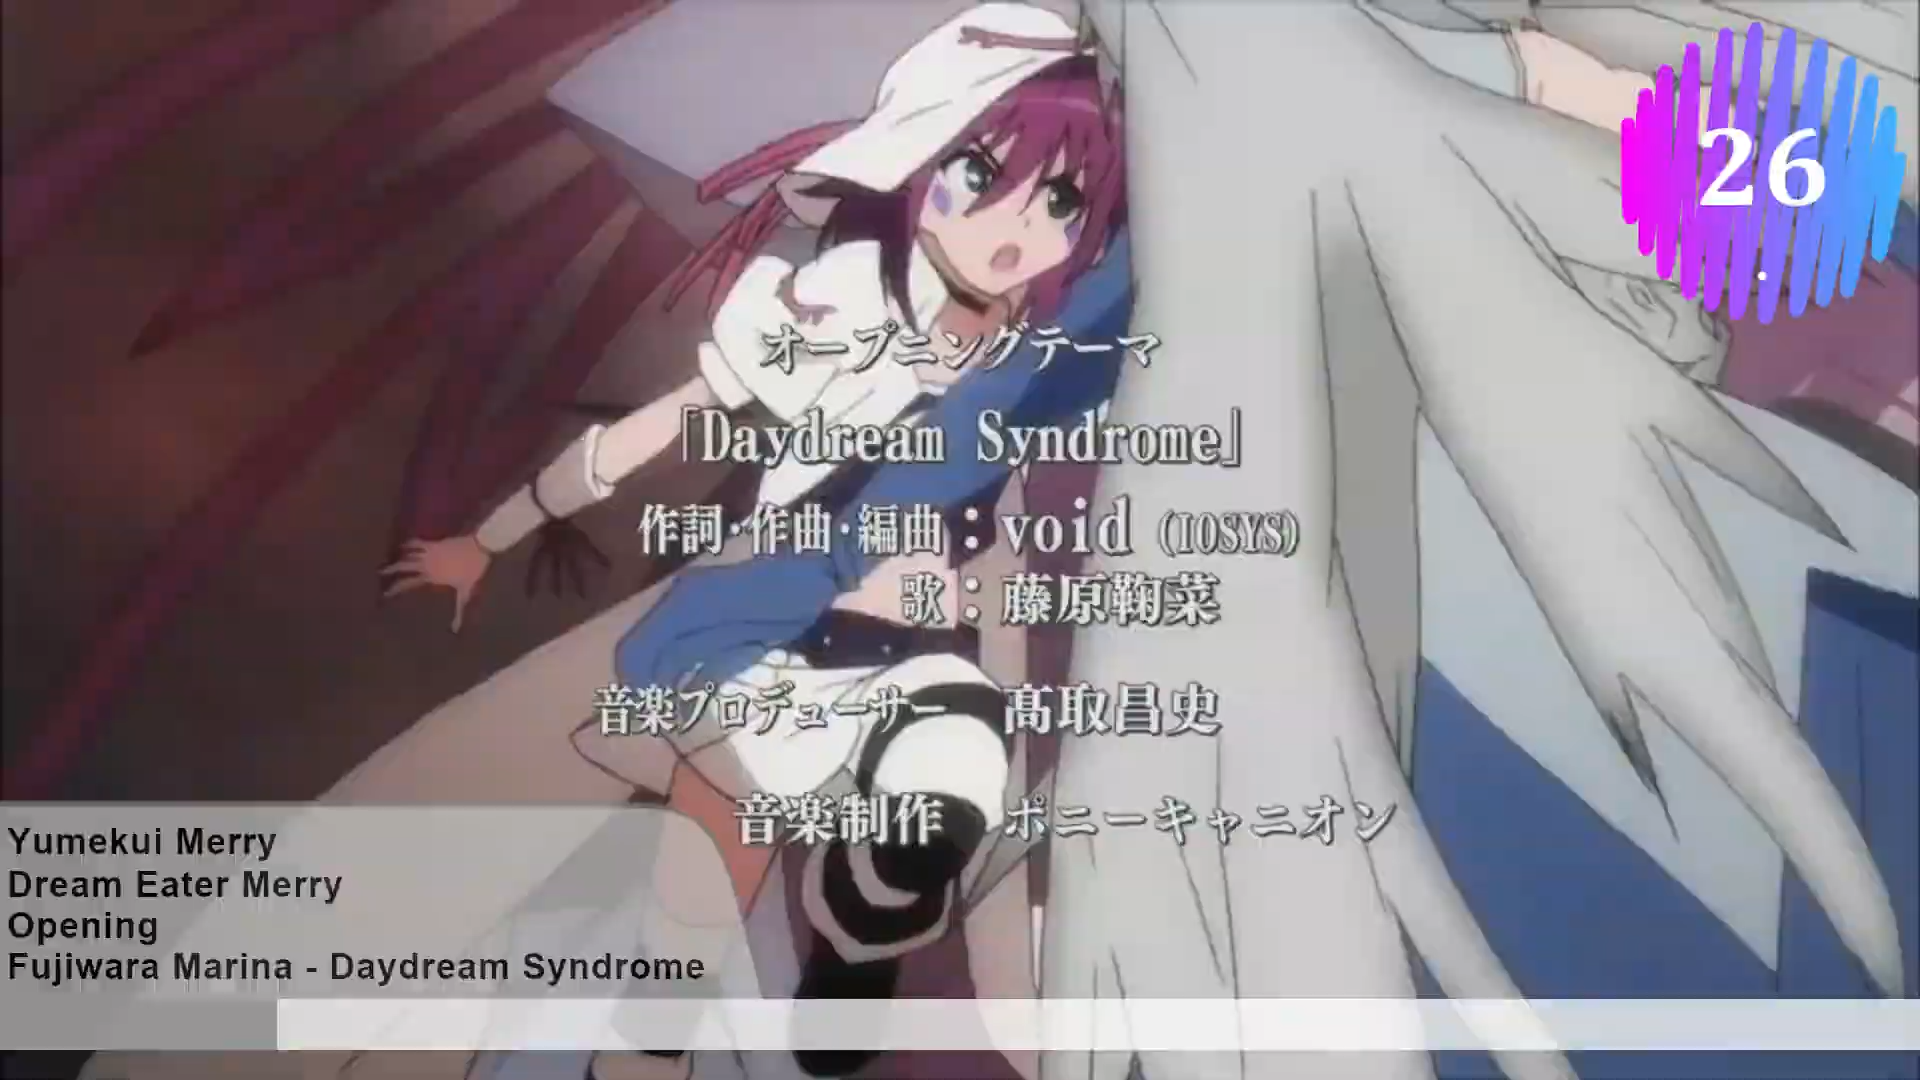 26
オープニングテーマ
「Daydream Syndrome」
作詞・作曲・編曲：void (IOSYS)
歌：藤原鞠菜
音楽プロデューサー 髙取昌史
音楽制作 ポニーキャニオン
Yumekui Merry
Dream Eater Merry
Opening
Fujiwara Marina - Daydream Syndrome